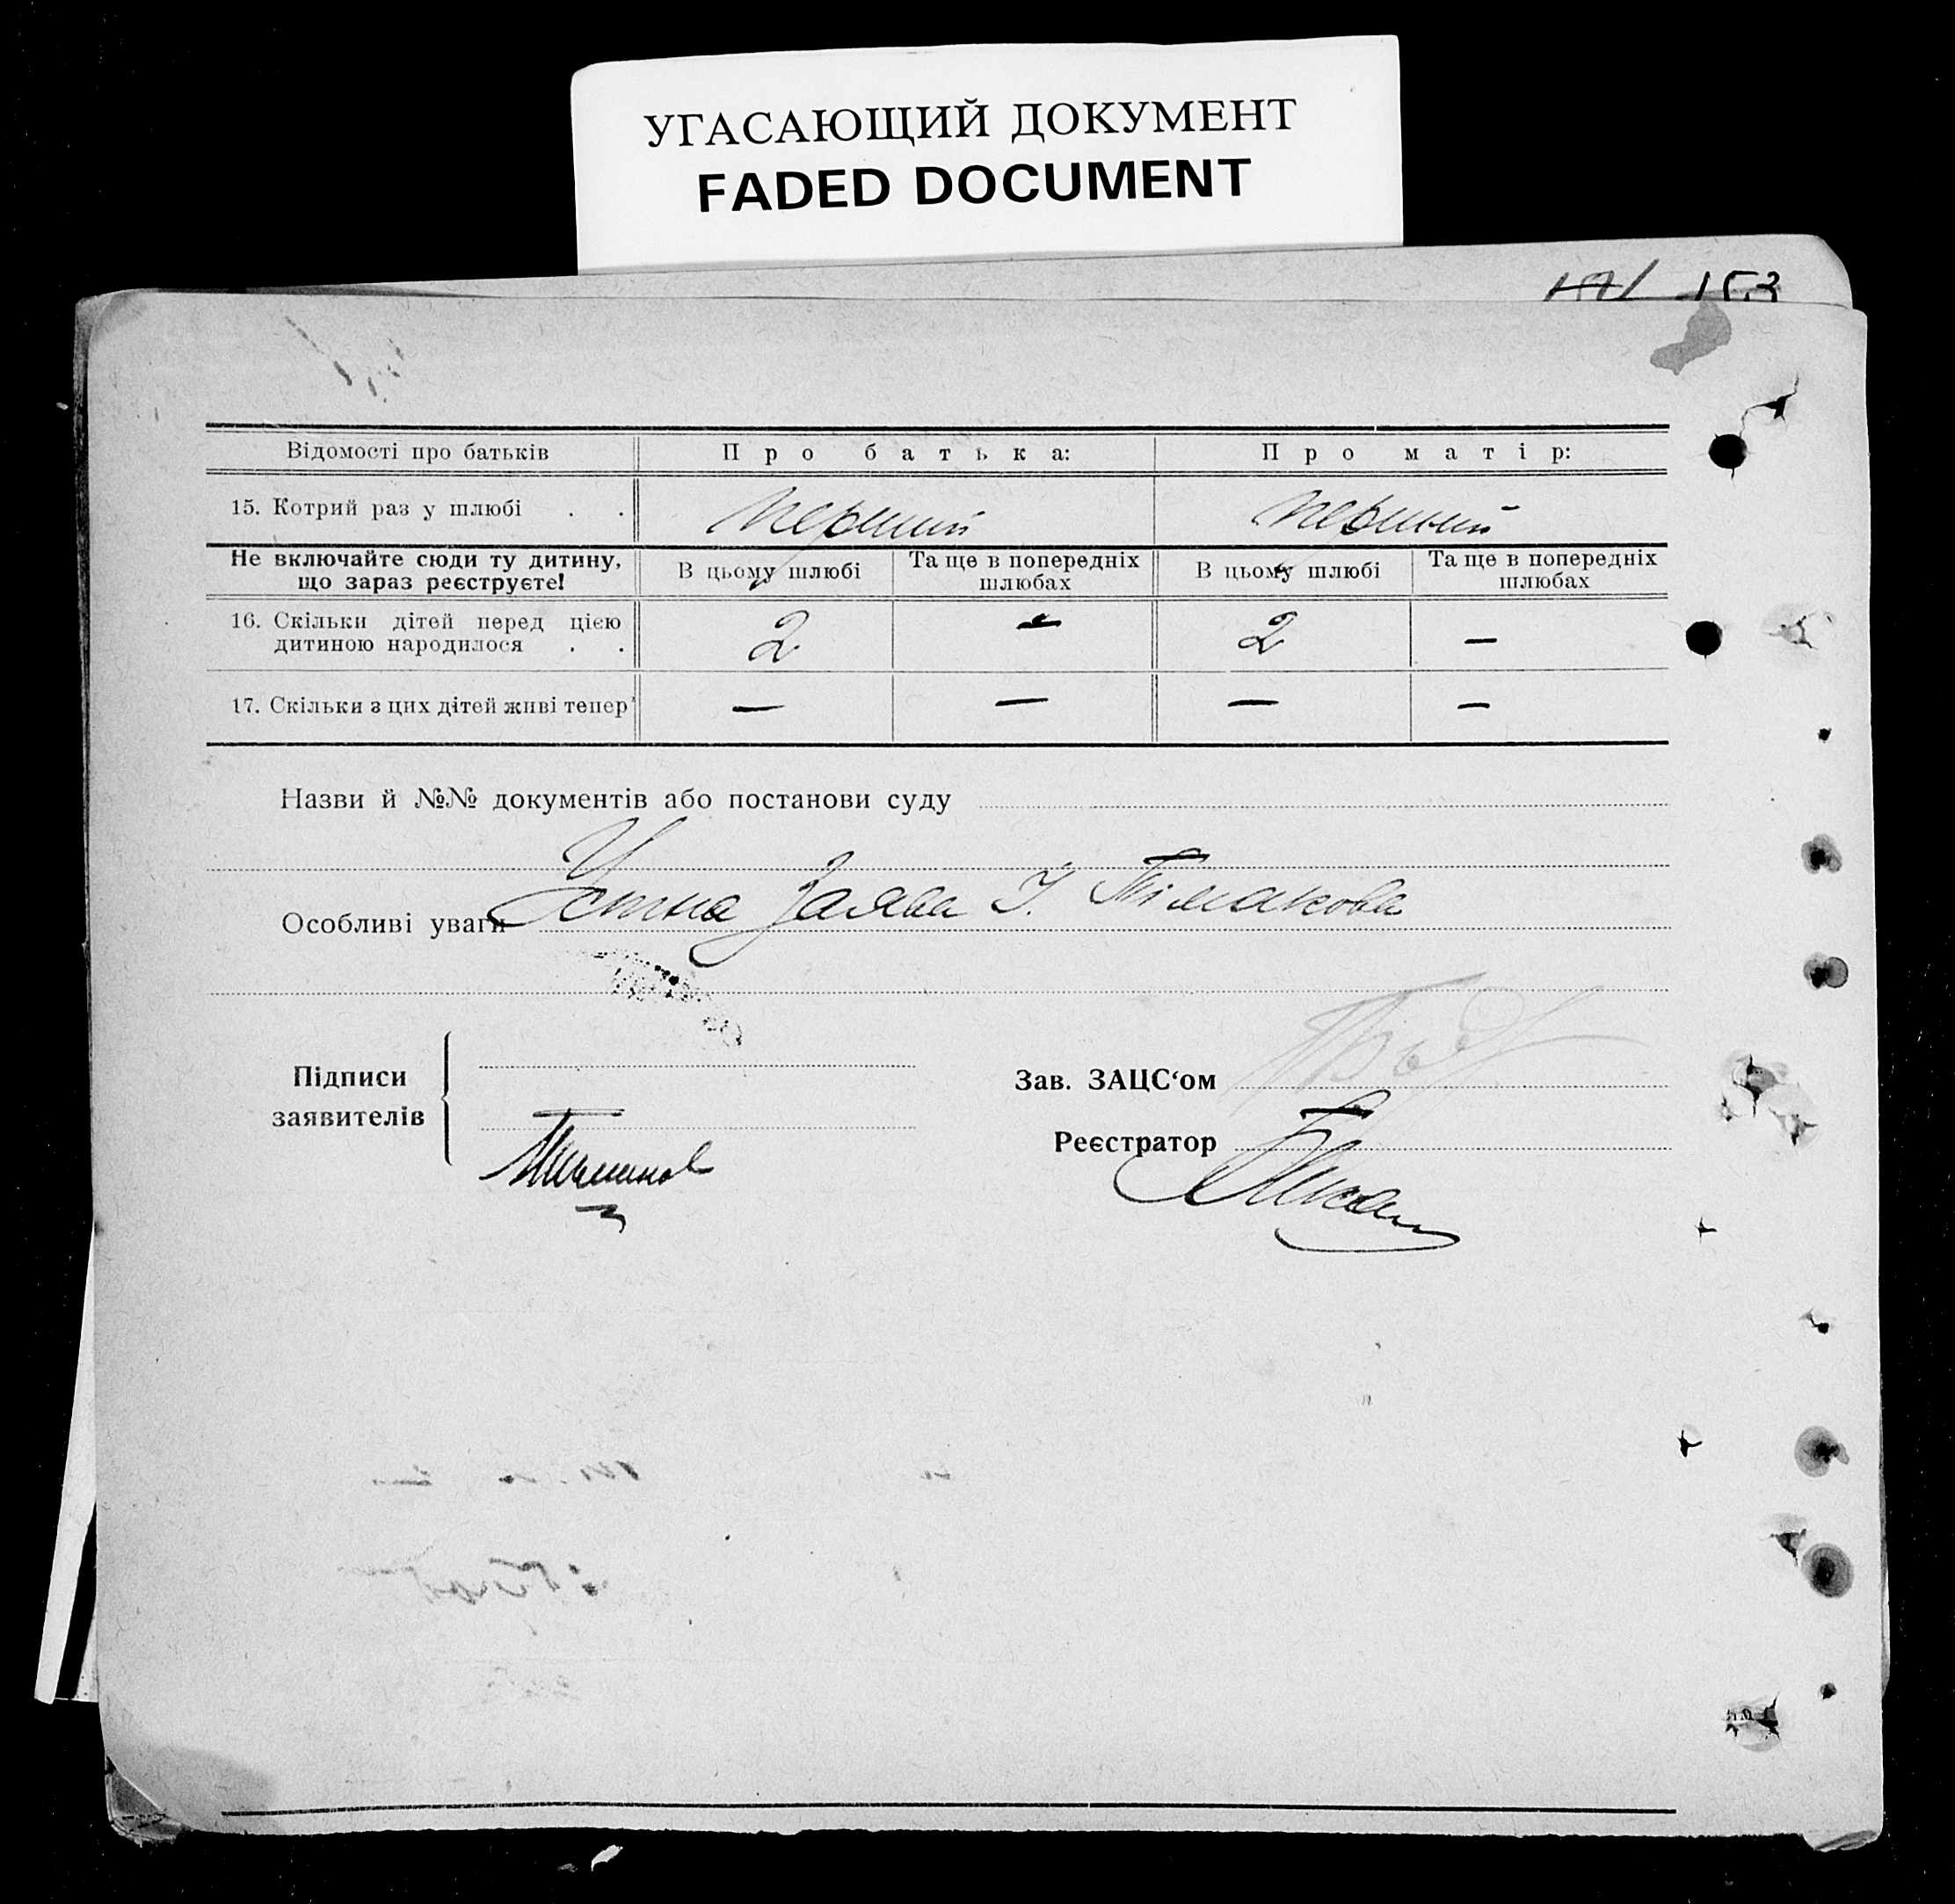 УГАСАЮЩИЙ ДОКУМЕНТ
FADED DOCUMENT
153
Відомості про батьків Про батька: Про матір:
15. Котрий раз у шлюбі . . перший перший
Не включайте сюди ту дитину, що зараз реєструєте! В цьому шлюбі Та ще в попередніх шлюбах В цьому шлюбі Та ще в попередніх шлюбах
16. Скільки дітей перед цією
дитиною народилося . . 2 — 2 —
17. Скільки з цих дітей живі тепер — — — —
Назви й №№ документів або постанови суду
Устна Заява І. Тімакова
Особливі уваги
Підписи
заявителів
Зав. ЗАЦС‘ом
Реєстратор